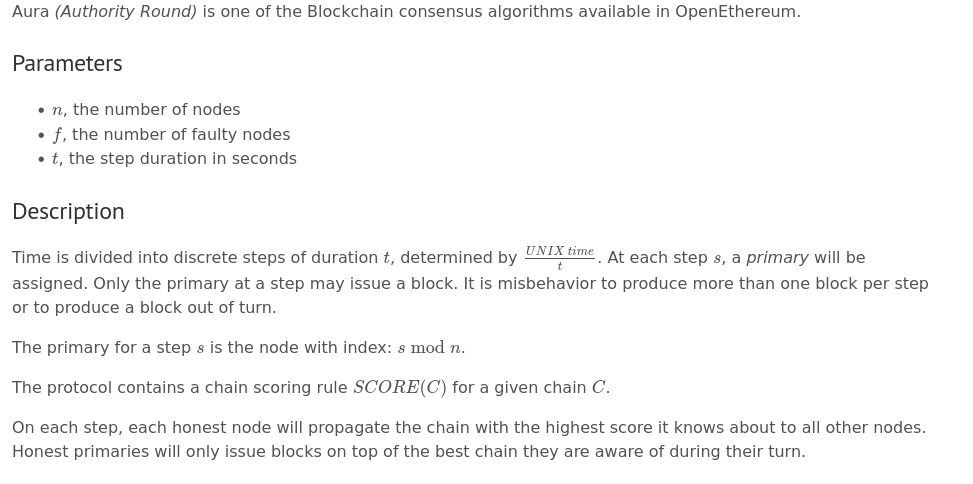 Aura (Authority Round) is one of the Blockchain consensus algorithms available in OpenEthereum.
Parameters
• n, the number of nodes
• f, the number of faulty nodes
• t, the step duration in seconds
Description
Time is divided into discrete steps of duration t, determined by UNIX time/t. At each step s, a primary will be
assigned. Only the primary at a step may issue a block. It is misbehavior to produce more than one block per step
or to produce a block out of turn.
The primary for a step s is the node with index: s mod n.
The protocol contains a chain scoring rule SCORE(C) for a given chain C.
On each step, each honest node will propagate the chain with the highest score it knows about to all other nodes.
Honest primaries will only issue blocks on top of the best chain they are aware of during their turn.